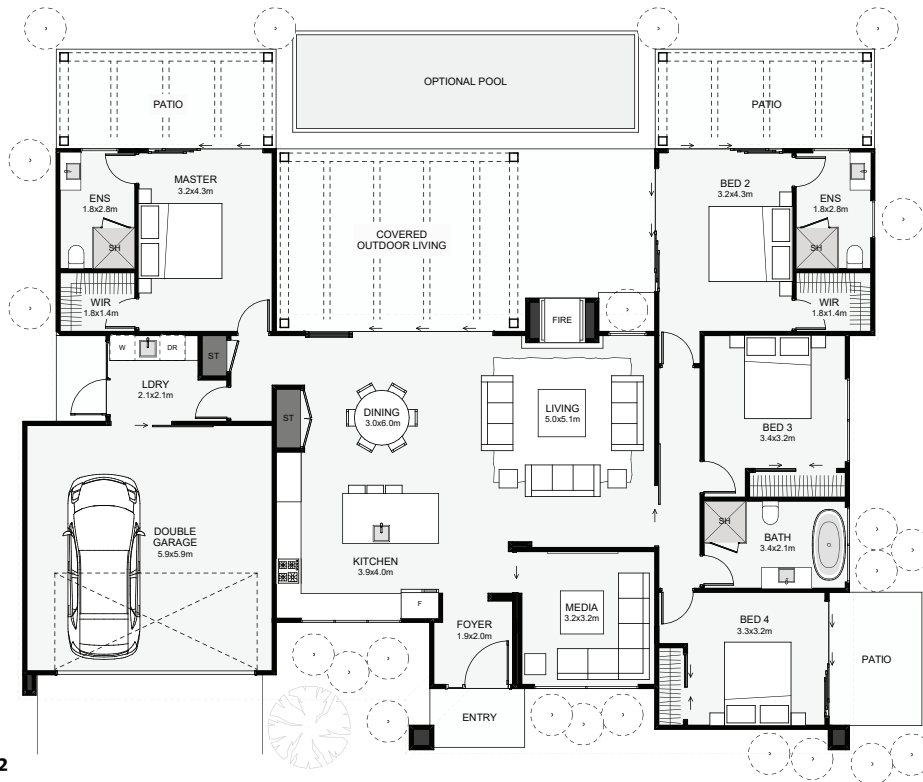 OPTIONAL POOL
PATIO
PATIO
MASTER
3.2x4.3m
ENS
1.8x2.8m
SH
WIR
1.8x1.4m
COVERED
OUTDOOR LIVING
FIRE
BED 2
3.2x4.3m
ENS
1.8x2.8m
SH
WIR
1.8x1.4m
W
DR
ST
LDRY
2.1x2.1m
ST
DINING
3.0x6.0m
LIVING
5.0x5.1m
BED 3
3.4x3.2m
DOUBLE
GARAGE
5.9x5.9m
KITCHEN
3.9x4.0m
F
SH
BATH
3.4x2.1m
FOYER
1.9x2.0m
MEDIA
3.2x3.2m
BED 4
3.3x3.2m
PATIO
ENTRY
2